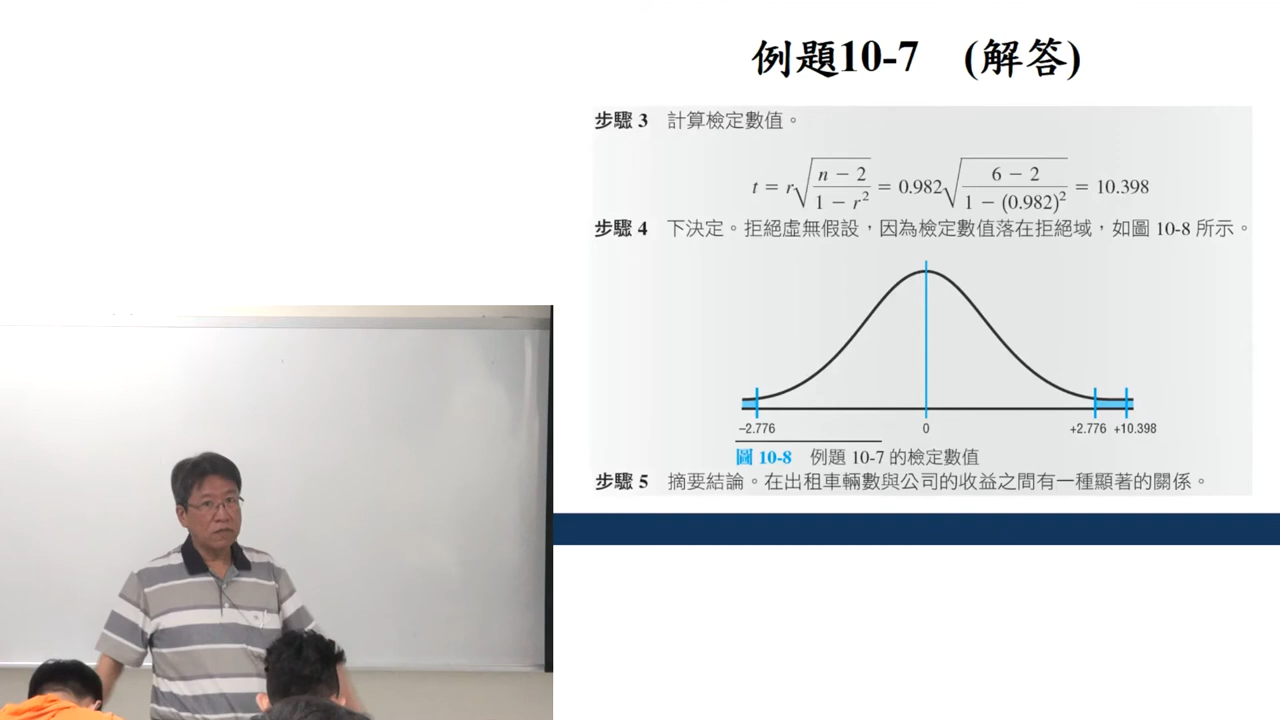 例題10-7 (解答)
步驟 3 計算檢定數值。
t = r√((n − 2)/(1 − r²)) = 0.982√((6 − 2)/(1 − (0.982)²)) = 10.398
步驟 4 下決定。拒絕虛無假設，因為檢定數值落在拒絕域，如圖 10-8 所示。
−2.776 0 +2.776 +10.398
圖 10-8 例題 10-7 的檢定數值
步驟 5 摘要結論。在出租車輛數與公司的收益之間有一種顯著的關係。